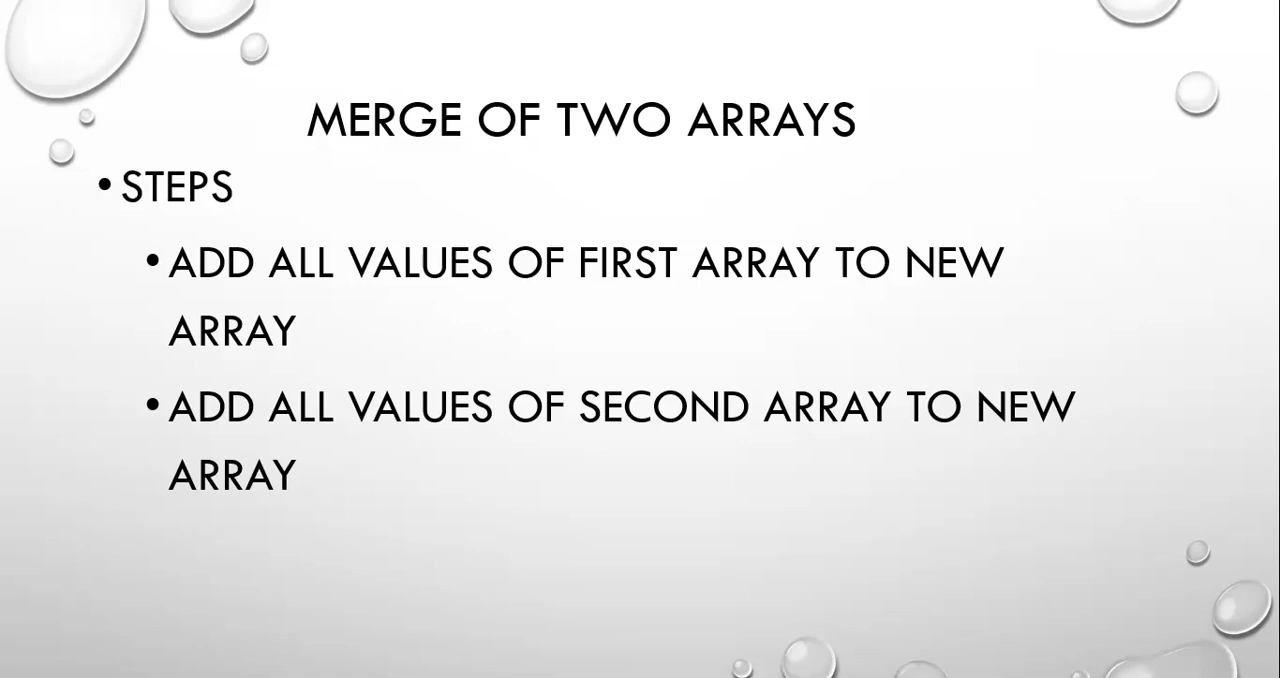 MERGE OF TWO ARRAYS
• STEPS
• ADD ALL VALUES OF FIRST ARRAY TO NEW
ARRAY
• ADD ALL VALUES OF SECOND ARRAY TO NEW
ARRAY